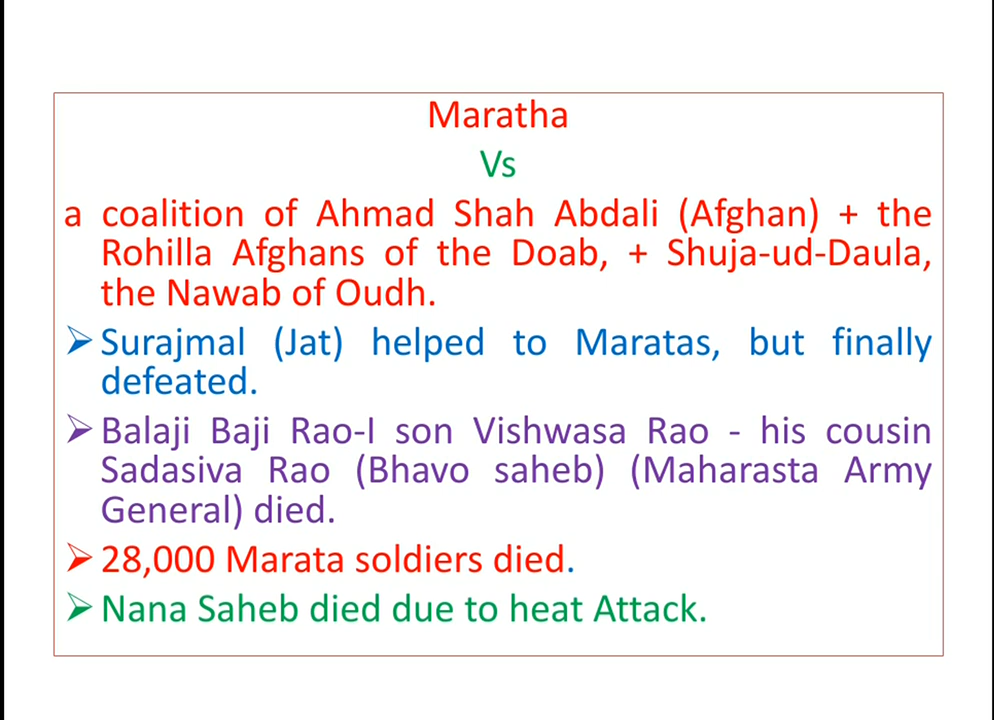 Maratha
Vs
a coalition of Ahmad Shah Abdali (Afghan) + the
Rohilla Afghans of the Doab, + Shuja-ud-Daula,
the Nawab of Oudh.
➢ Surajmal (Jat) helped to Maratas, but finally
defeated.
➢ Balaji Baji Rao-I son Vishwasa Rao - his cousin
Sadasiva Rao (Bhavo saheb) (Maharasta Army
General) died.
➢ 28,000 Marata soldiers died.
➢ Nana Saheb died due to heat Attack.